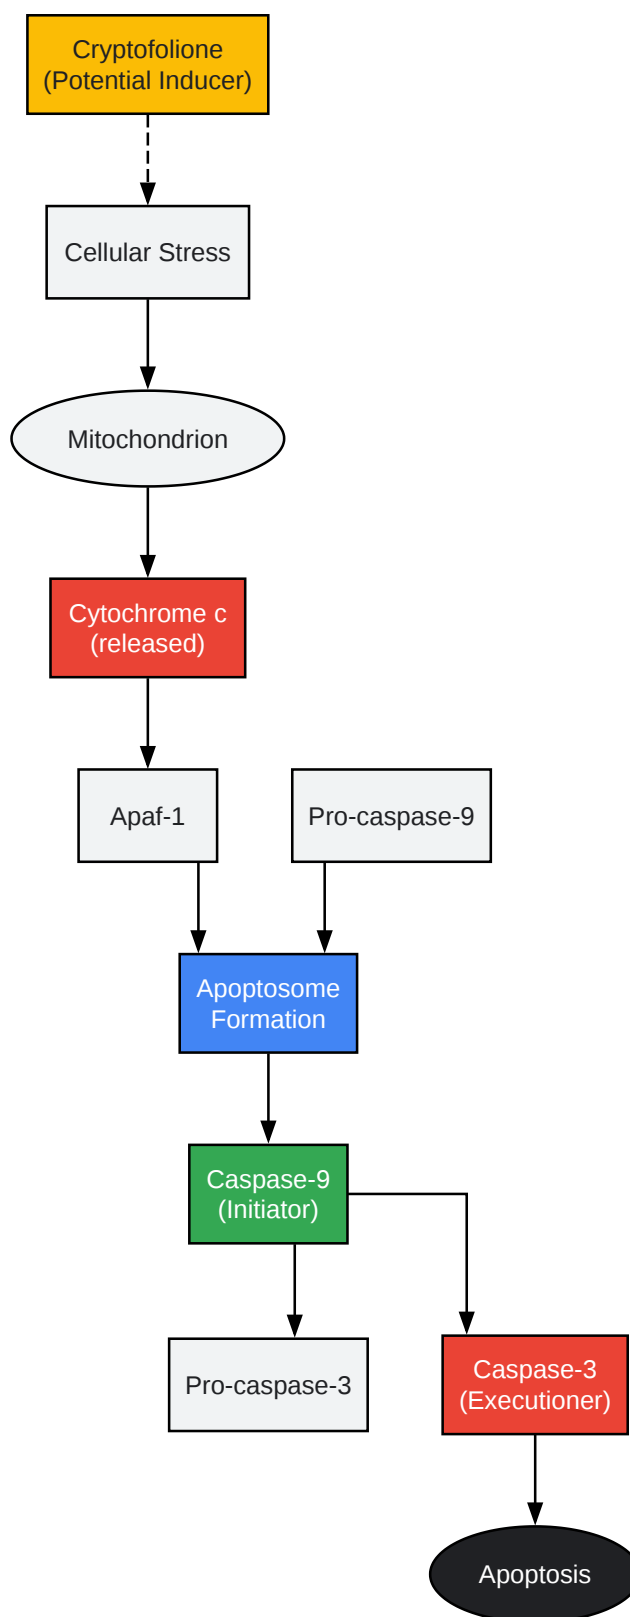 Cryptofolione
(Potential Inducer)
Cellular Stress
Mitochondrion
Cytochrome c
(released)
Apaf-1
Pro-caspase-9
Apoptosome
Formation
Caspase-9
(Initiator)
Pro-caspase-3
Caspase-3
(Executioner)
Apoptosis